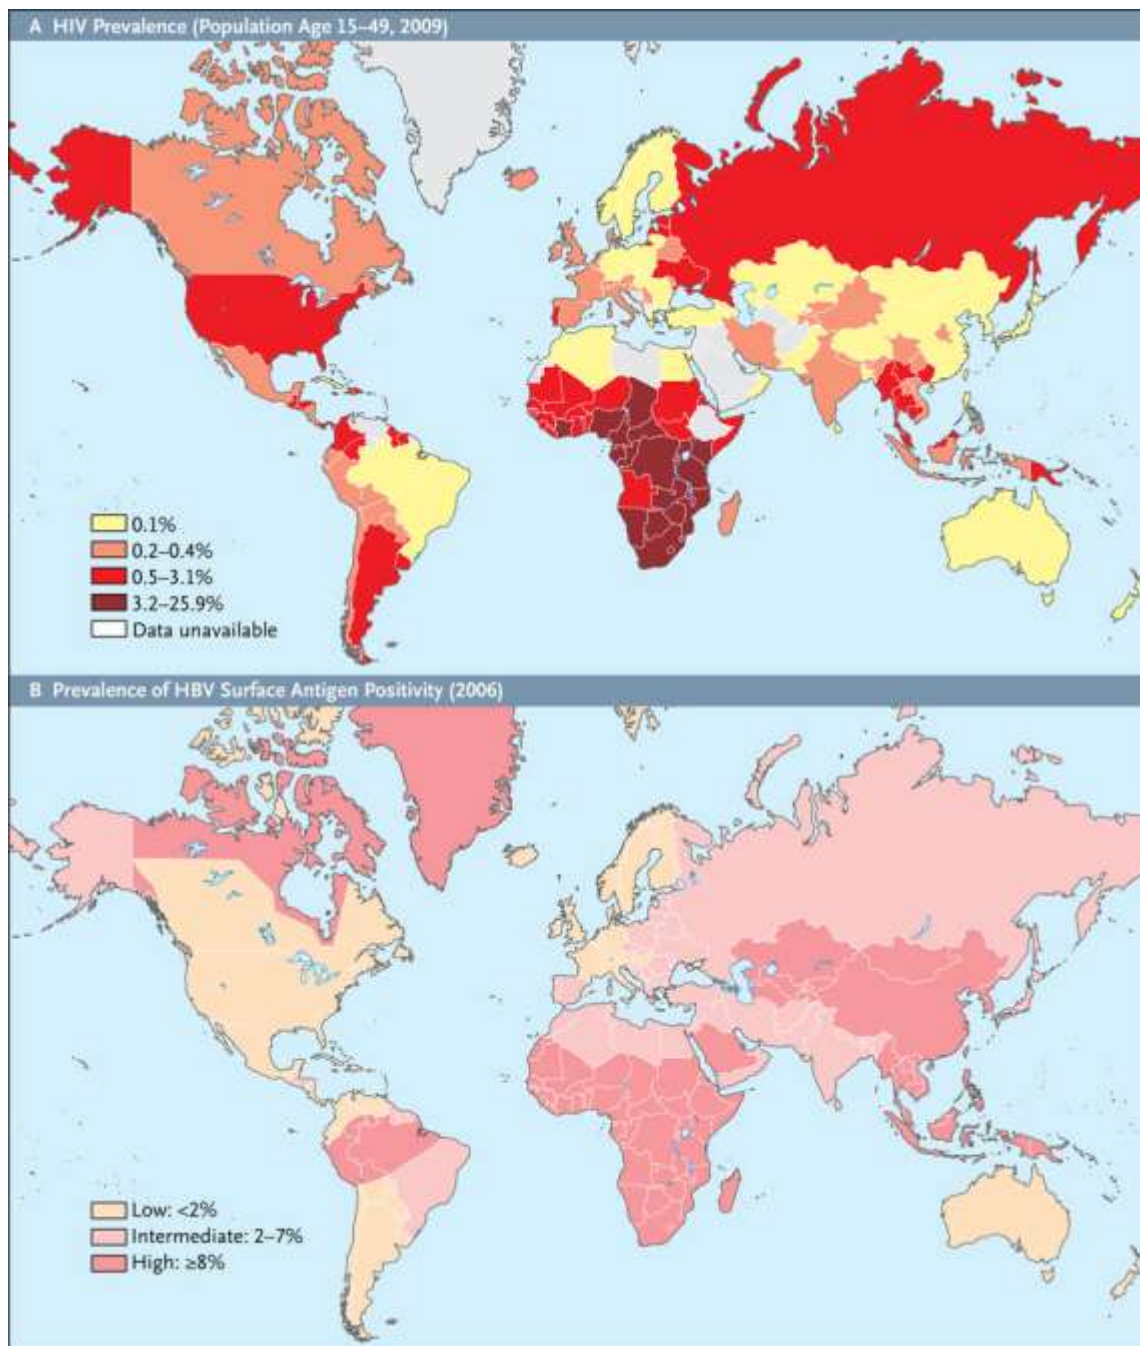 A HIV Prevalence (Population Age 15–49, 2009)
0.1%
0.2–0.4%
0.5–3.1%
3.2–25.9%
Data unavailable
B Prevalence of HBV Surface Antigen Positivity (2006)
Low: <2%
Intermediate: 2–7%
High: ≥8%